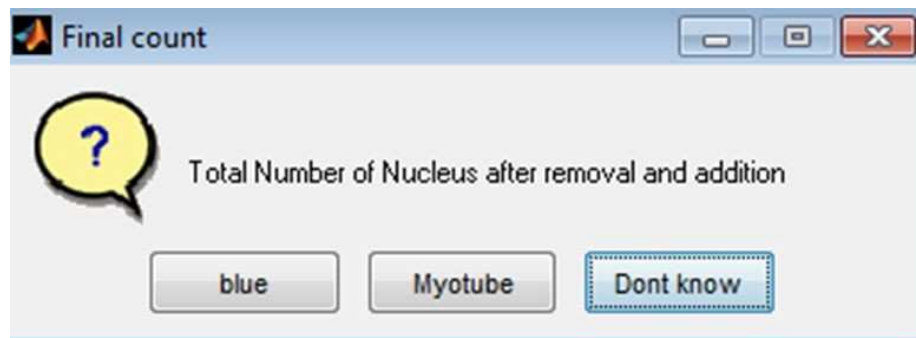 Final count
?
Total Number of Nucleus after removal and addition
blue
Myotube
Dont know